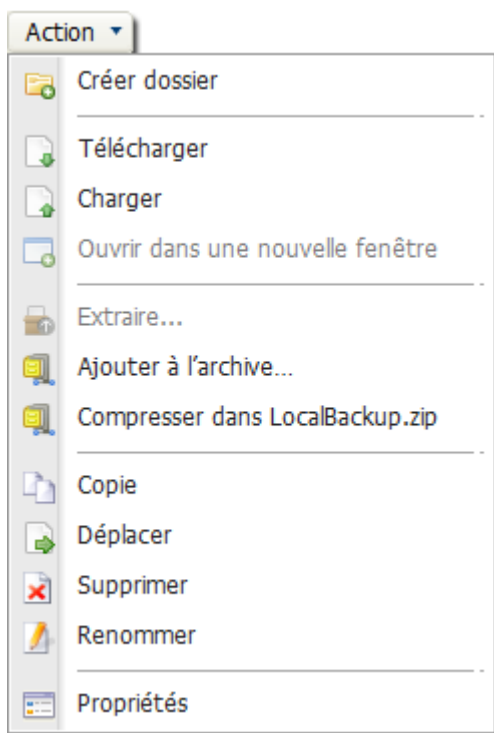 Action
Créer dossier
Télécharger
Charger
Ouvrir dans une nouvelle fenêtre
Extraire...
Ajouter à l’archive…
Compresser dans LocalBackup.zip
Copie
Déplacer
Supprimer
Renommer
Propriétés